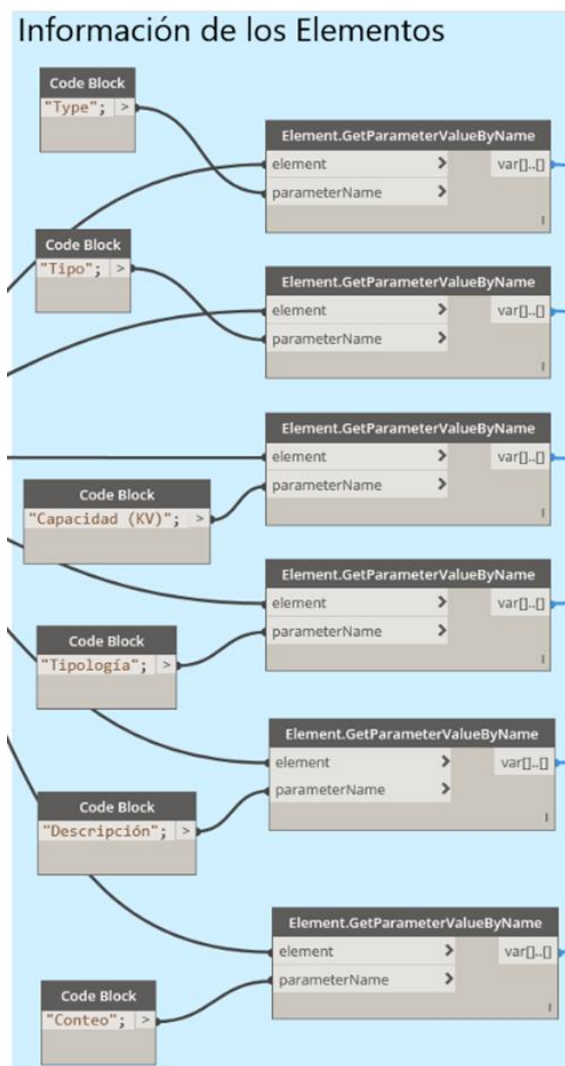 Información de los Elementos
Code Block
"Type"; >
Element.GetParameterValueByName
element > var[]..[]
parameterName >
Code Block
"Tipo"; >
Element.GetParameterValueByName
element > var[]..[]
parameterName >
Element.GetParameterValueByName
element > var[]..[]
parameterName >
Code Block
"Capacidad (KV)"; >
Element.GetParameterValueByName
element > var[]..[]
parameterName >
Code Block
"Tipología"; >
Element.GetParameterValueByName
element > var[]..[]
parameterName >
Code Block
"Descripción"; >
Element.GetParameterValueByName
element > var[]..[]
parameterName >
Code Block
"Conteo"; >